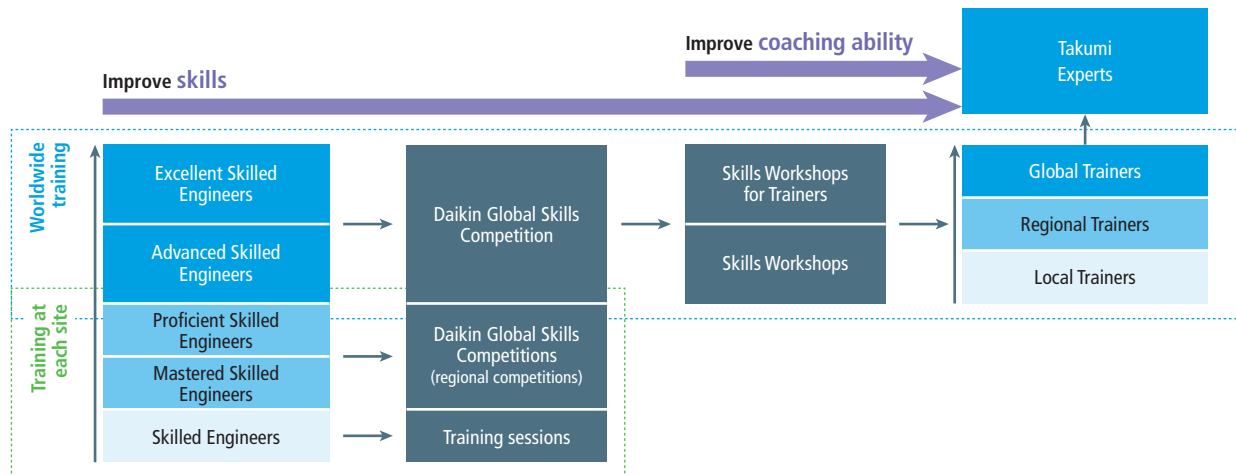 Improve coaching ability
Takumi
Experts
Improve skills
Worldwide
training
Excellent Skilled
Engineers
Advanced Skilled
Engineers
Daikin Global Skills
Competition
Skills Workshops
for Trainers
Skills Workshops
Global Trainers
Regional Trainers
Local Trainers
Training at
each site
Proficient Skilled
Engineers
Mastered Skilled
Engineers
Skilled Engineers
Daikin Global Skills
Competitions
(regional competitions)
Training sessions